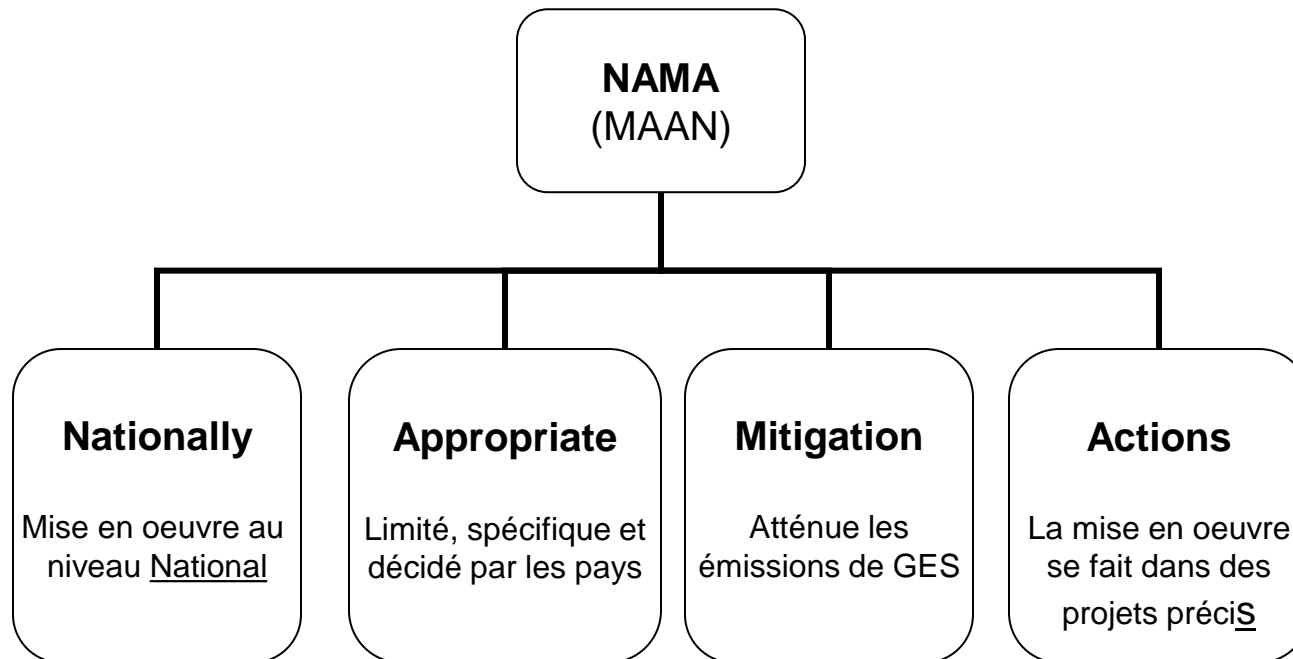 NAMA
(MAAN)
Nationally
Mise en oeuvre au
niveau National
Appropriate
Limité, spécifique et
décidé par les pays
Mitigation
Atténue les
émissions de GES
Actions
La mise en oeuvre
se fait dans des
projets précis